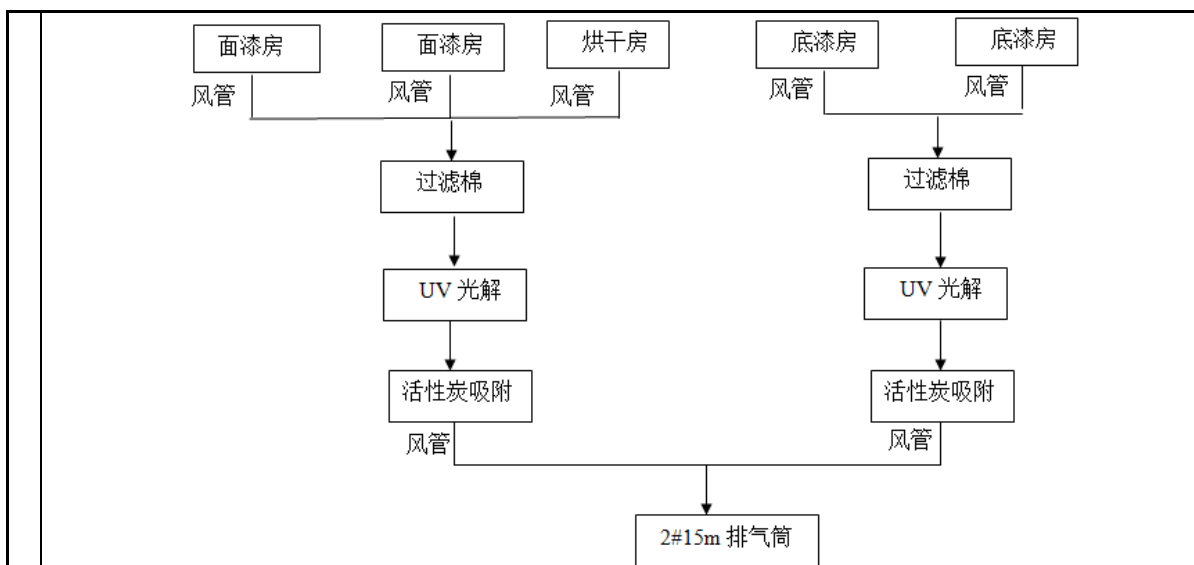 面漆房
面漆房
烘干房
底漆房
底漆房
风管
风管
风管
风管
风管
过滤棉
过滤棉
UV 光解
UV 光解
活性炭吸附
活性炭吸附
风管
风管
2#15m 排气筒